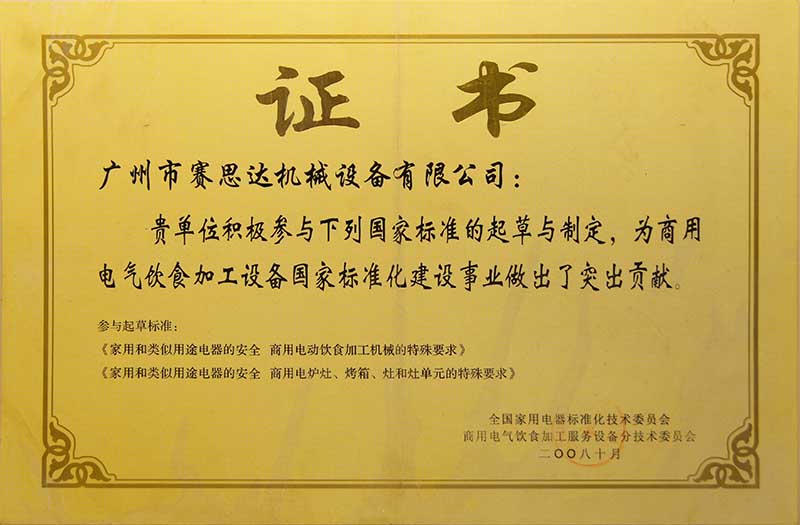 证书
广州市赛思达机械设备有限公司：
贵单位积极参与下列国家标准的起草与制定，为商用
电气饮食加工设备国家标准化建设事业做出了突出贡献。
参与起草标准：
《家用和类似用途电器的安全 商用电动饮食加工机械的特殊要求》
《家用和类似用途电器的安全 商用电炉灶、烤箱、灶和灶单元的特殊要求》
全国家用电器标准化技术委员会
商用电气饮食加工服务设备分技术委员会
二〇〇八十月